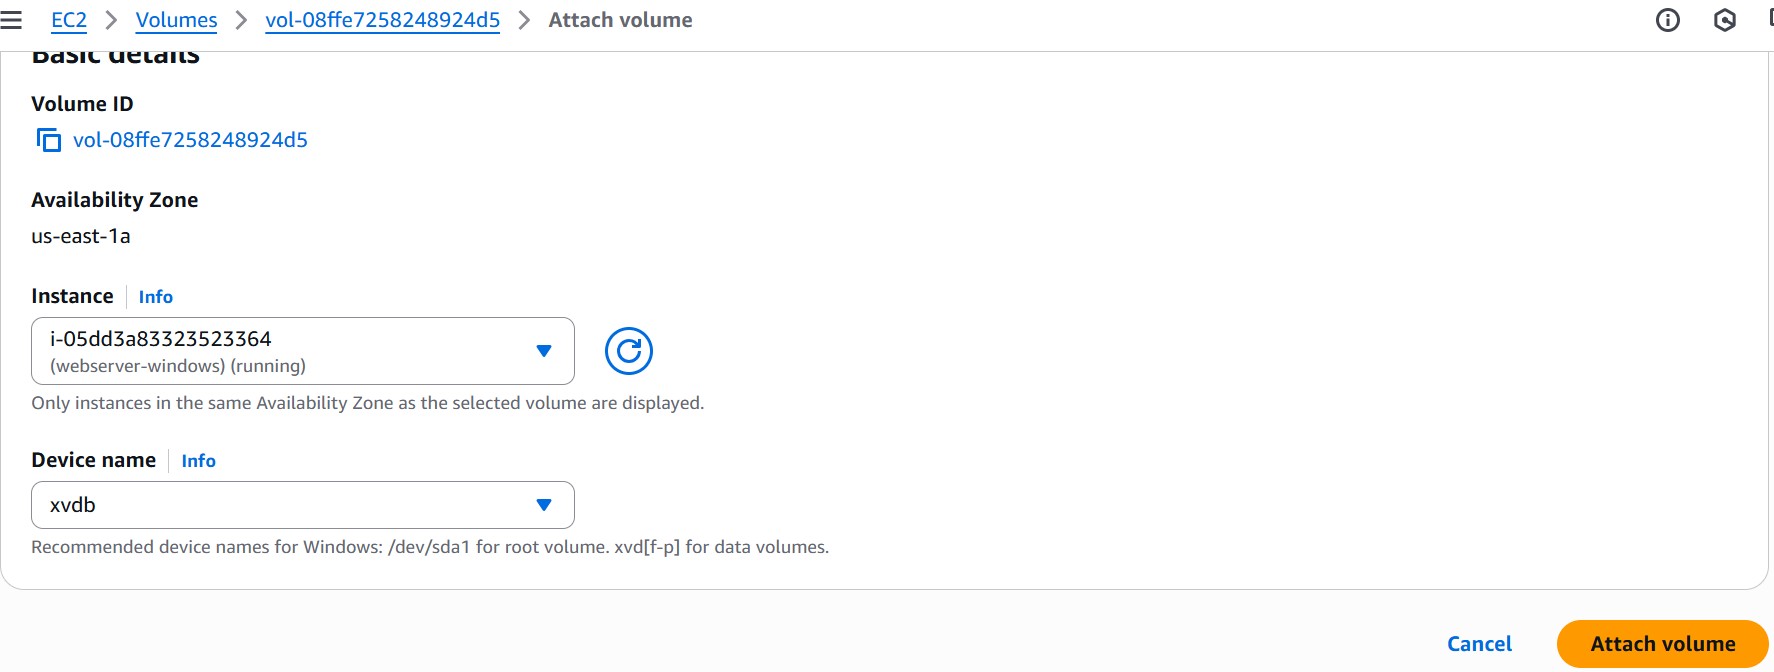 EC2 > Volumes > vol-08ffe7258248924d5 > Attach volume
Basic details
Volume ID
vol-08ffe7258248924d5
Availability Zone
us-east-1a
Instance Info
i-05dd3a83323523364
(webserver-windows) (running)
Only instances in the same Availability Zone as the selected volume are displayed.
Device name Info
xvdb
Recommended device names for Windows: /dev/sda1 for root volume. xvd[f-p] for data volumes.
Cancel Attach volume